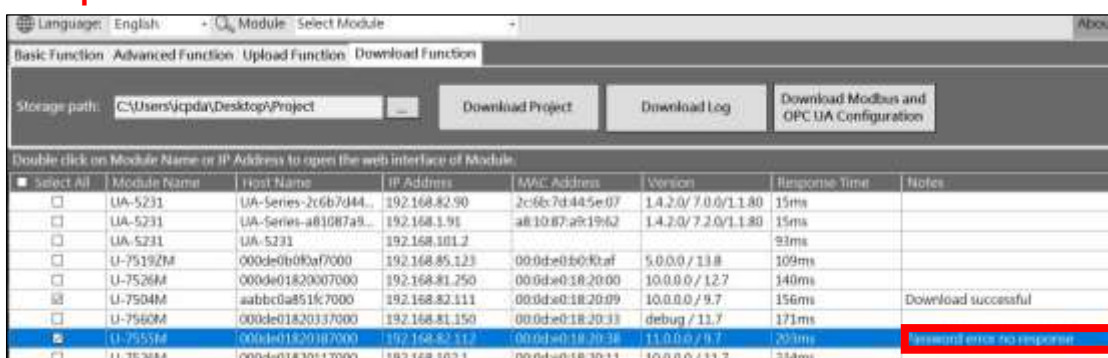 Language: English Module Select Module
Basic Function Advanced Function Upload Function Download Function
Storage path: C:\Users\icpda\Desktop\Project ... Download Project Download Log Download Modbus and
OPC UA Configuration
Double click on Module Name or IP Address to open the web interface of Module.
Select All Module Name Host Name IP Address MAC Address Version Response Time Notes
UA-5231 UA-Series-2c6b7d44... 192.168.82.90 2c:6b:7d:44:5e:07 1.4.2.0/ 7.0.0/1.1.80 15ms
UA-5231 UA-Series-a81087a9... 192.168.1.91 a8:10:87:a9:19:62 1.4.2.0/ 7.2.0/1.1.80 15ms
UA-5231 UA-5231 192.168.101.2 93ms
U-7519ZM 000de0b0f0af7000 192.168.85.123 00:0d:e0:b0:f0:af 5.0.0.0 / 13.8 109ms
U-7526M 000de01820007000 192.168.81.250 00:0d:e0:18:20:00 10.0.0.0 / 12.7 140ms
U-7504M aabbc0a851fc7000 192.168.82.111 00:0d:e0:18:20:09 10.0.0.0 / 9.7 156ms Download successful
U-7560M 000de01820337000 192.168.81.150 00:0d:e0:18:20:33 debug / 11.7 171ms
U-7555M 000de01820387000 192.168.82.112 00:0d:e0:18:20:38 11.0.0.0 / 9.7 203ms Password error no response